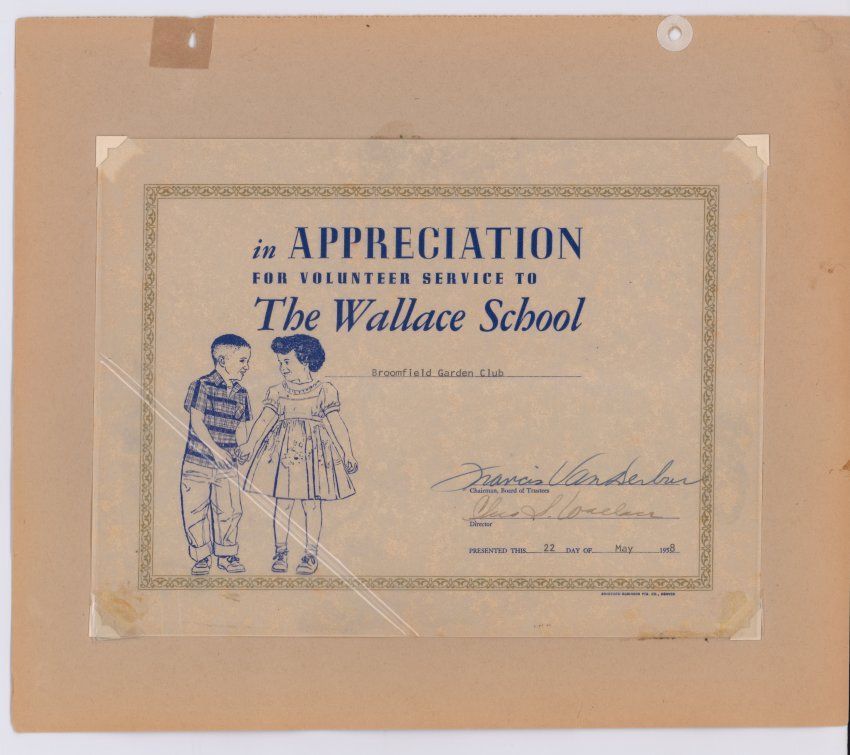 in APPRECIATION
FOR VOLUNTEER SERVICE TO
The Wallace School
Broomfield Garden Club
Francis Van Derbur
Chairman, Board of Trustees
Wallace
Director
PRESENTED THIS 22 DAY OF May 1958